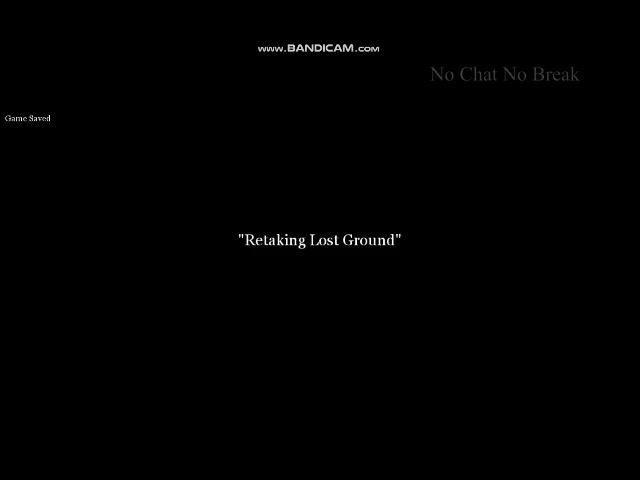 www.BANDICAM.com
No Chat No Break
Game Saved
"Retaking Lost Ground"